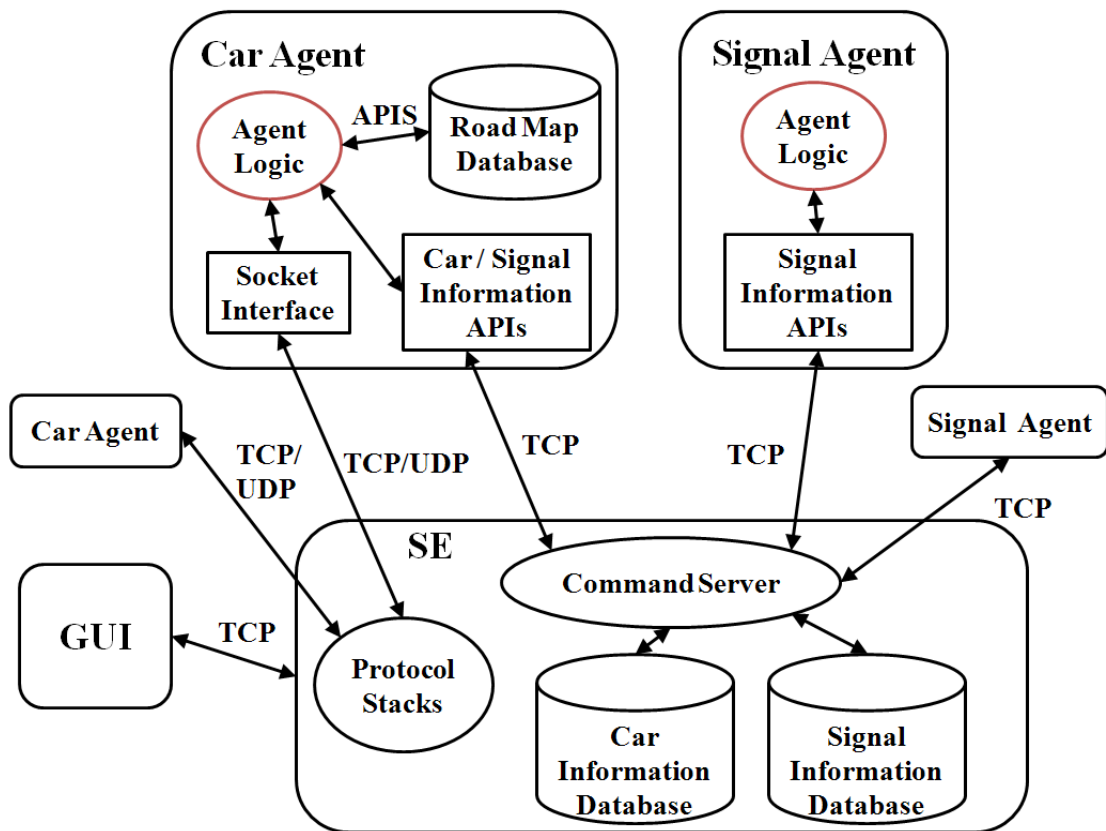 Car Agent
Agent
Logic
APIS
Road Map
Database
Socket
Interface
Car / Signal
Information
APIs
Signal Agent
Agent
Logic
Signal
Information
APIs
Car Agent
TCP/
UDP
TCP/UDP
TCP
TCP
Signal Agent
TCP
SE
Command Server
GUI
TCP
Protocol
Stacks
Car
Information
Database
Signal
Information
Database